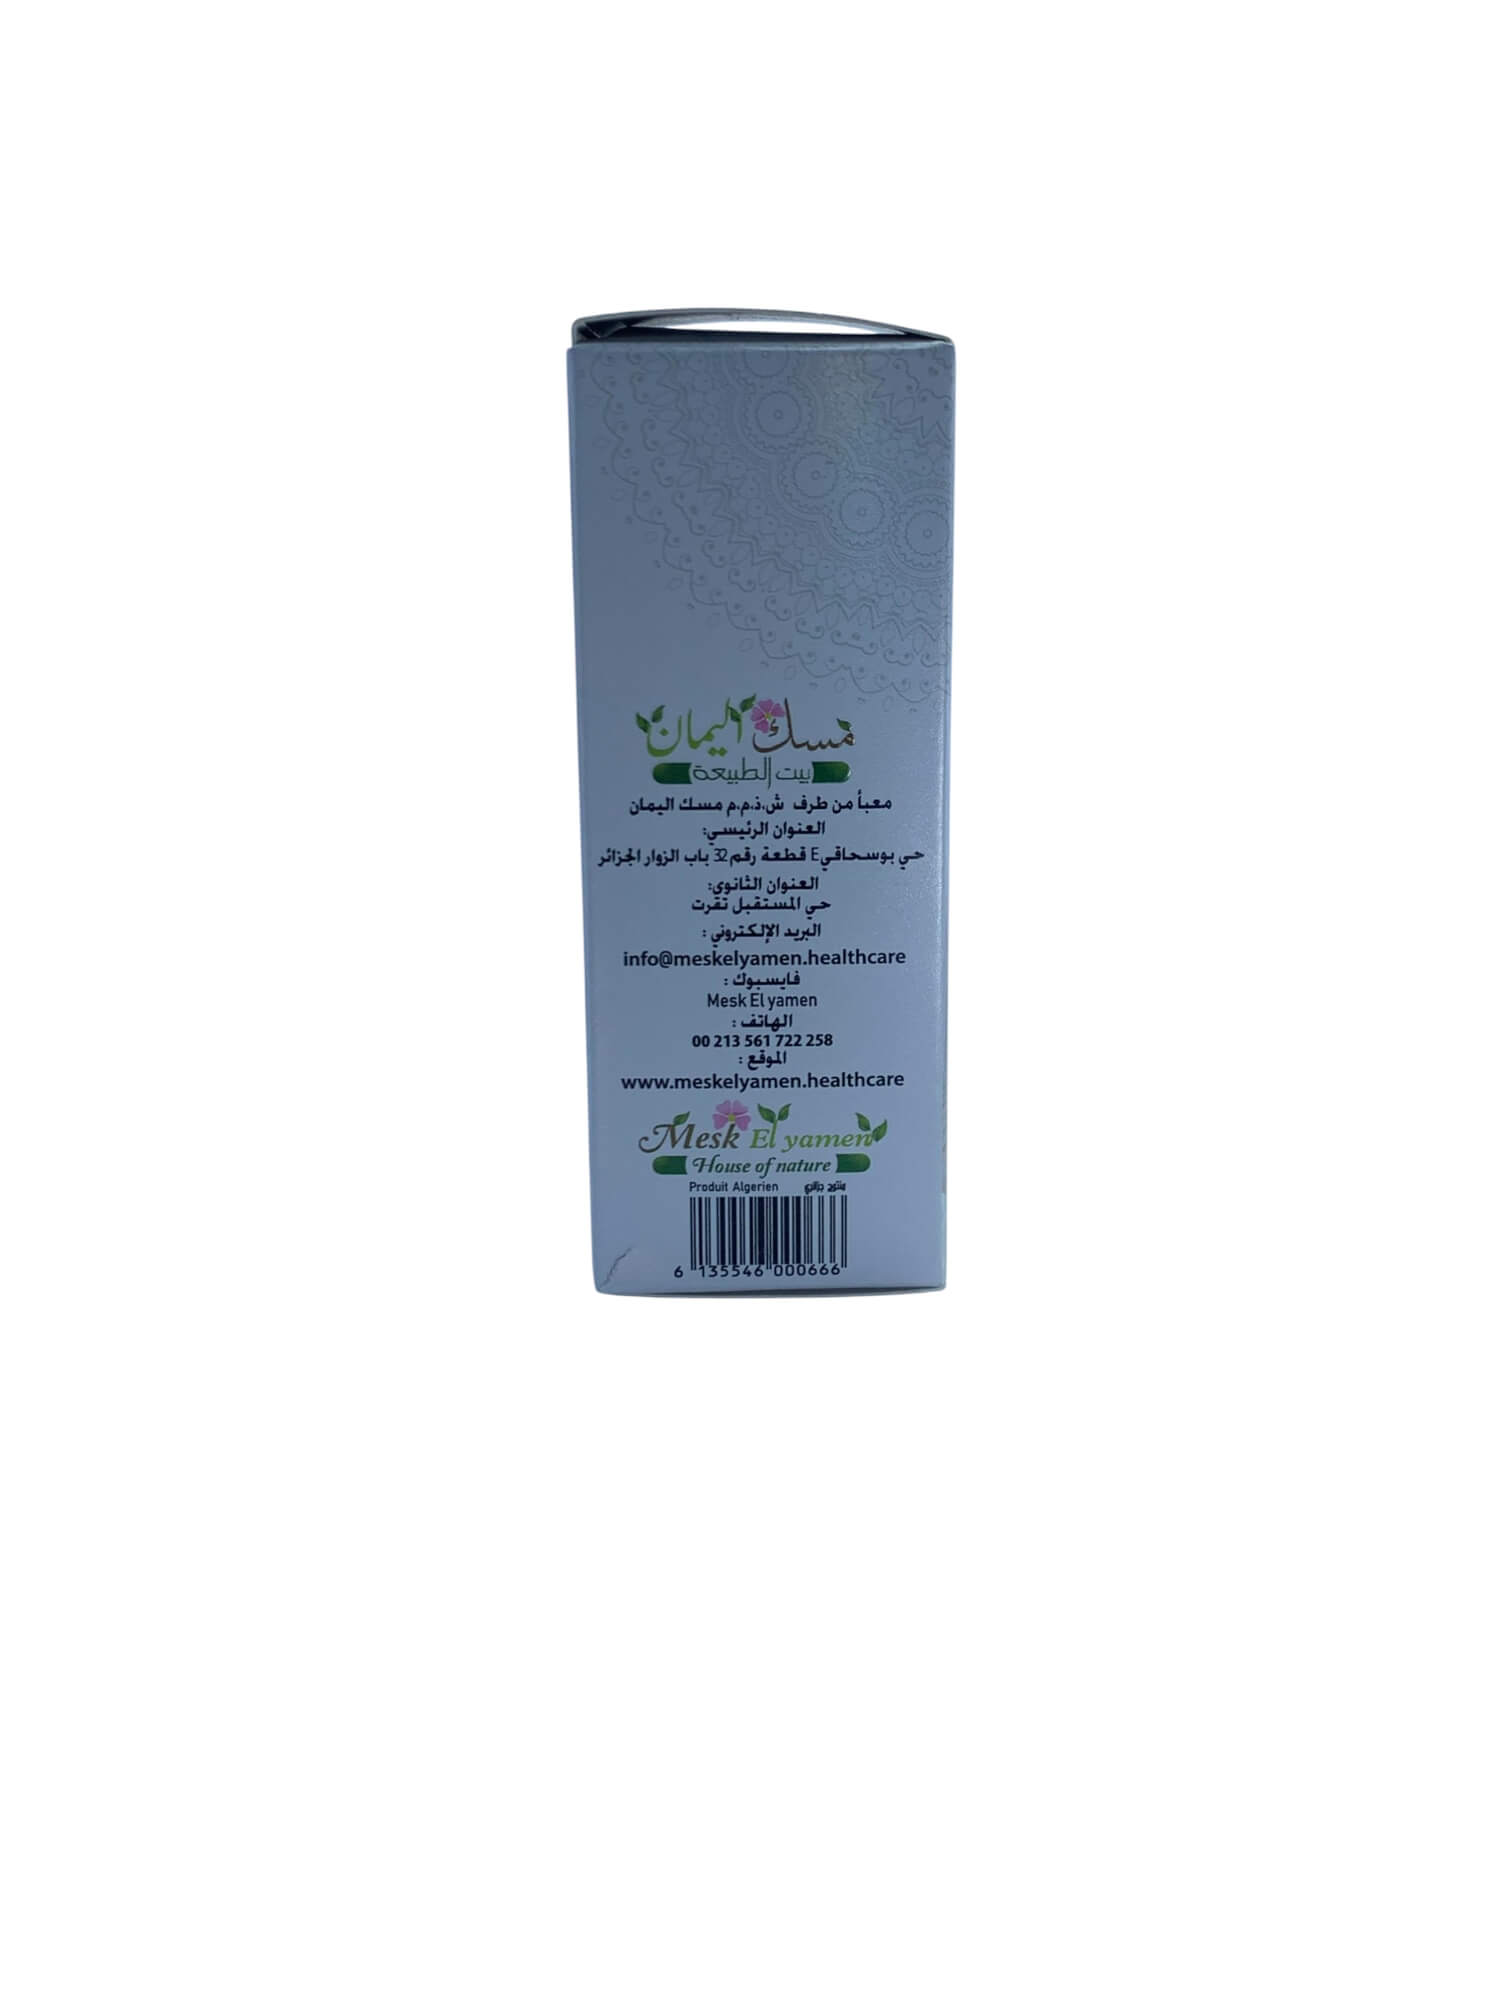 مسك اليمان
بيت الطبيعة
معبأ من طرف ش.ذ.م.م مسك اليمان
العنوان الرئيسي:
حي بوسحاقي E قطعة رقم 32 باب الزوار الجزائر
العنوان الثانوي:
حي المستقبل تقرت
البريد الإلكتروني :
info@meskelyamen.healthcare
فايسبوك :
Mesk El yamen
الهاتف :
00 213 561 722 258
الموقع :
www.meskelyamen.healthcare
Mesk El yamen
House of nature
Produit Algerien منتوج جزائري
6 135546 000666